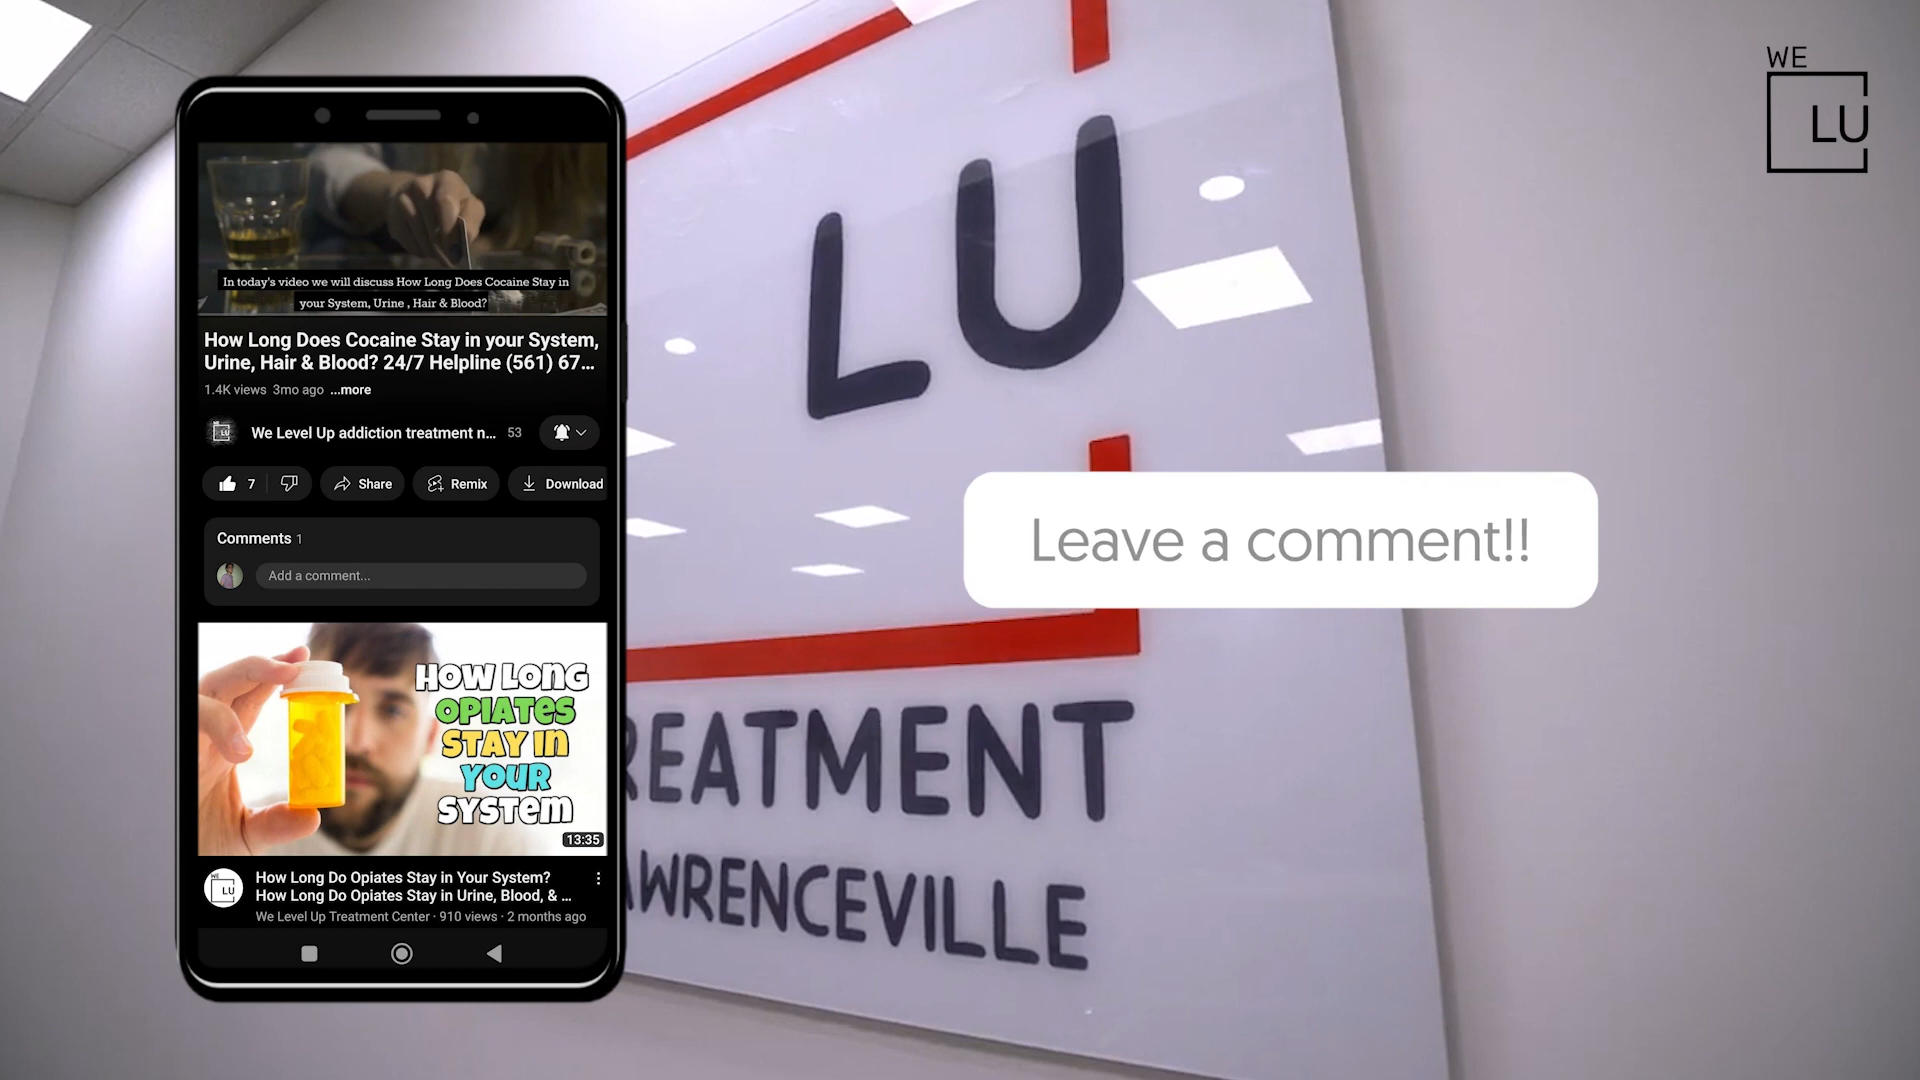 WE
LU
LU
TREATMENT
LAWRENCEVILLE
Leave a comment!!
In today's video we will discuss How Long Does Cocaine Stay in
your System, Urine , Hair & Blood?
How Long Does Cocaine Stay in your System,
Urine, Hair & Blood? 24/7 Helpline (561) 67...
1.4K views 3mo ago ...more
We Level Up addiction treatment n... 53
7 Share Remix Download
Comments 1
Add a comment...
HOW LONG
OPIATES
STAY IN
YOUR
SYSTEM
13:35
How Long Do Opiates Stay in Your System?
How Long Do Opiates Stay in Urine, Blood, & ...
We Level Up Treatment Center · 910 views · 2 months ago